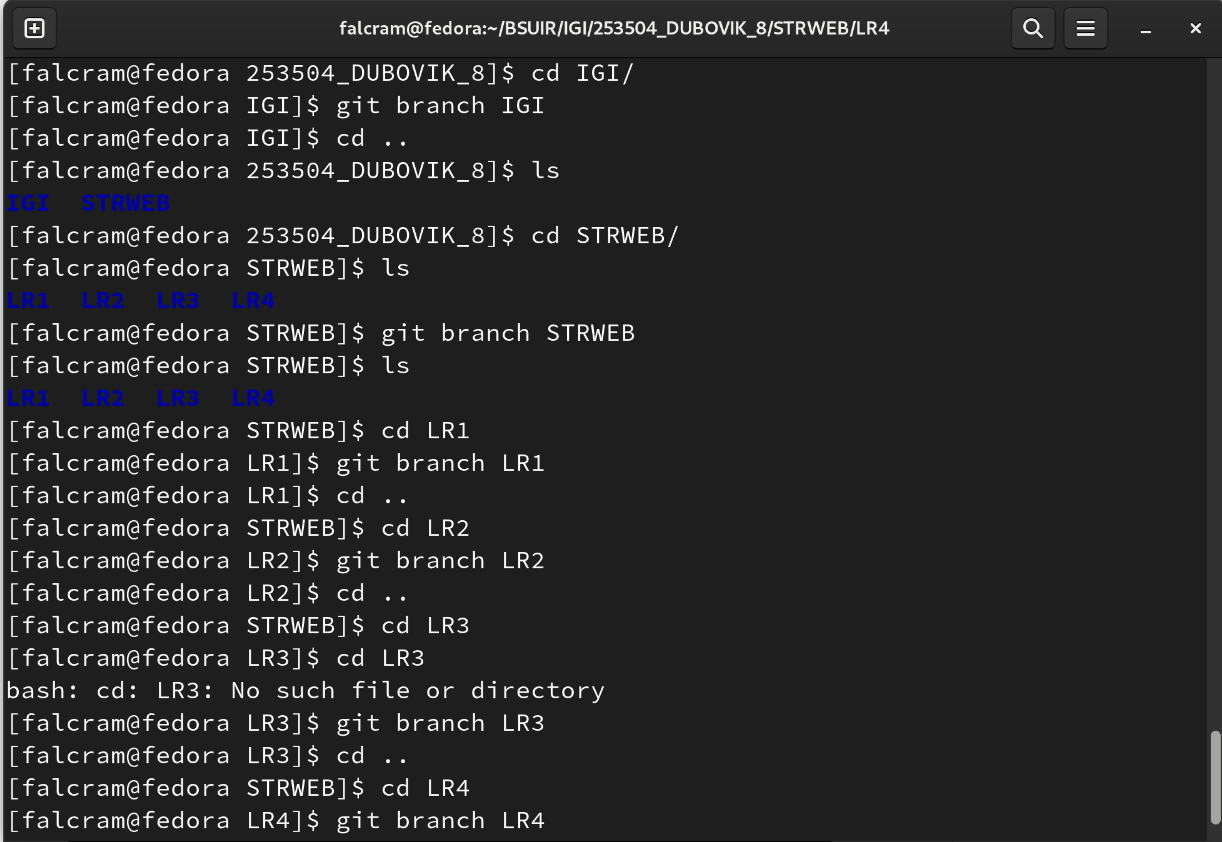 falcram@fedora:~/BSUIR/IGI/253504_DUBOVIK_8/STRWEB/LR4
[falcram@fedora 253504_DUBOVIK_8]$ cd IGI/
[falcram@fedora IGI]$ git branch IGI
[falcram@fedora IGI]$ cd ..
[falcram@fedora 253504_DUBOVIK_8]$ ls
IGI  STRWEB
[falcram@fedora 253504_DUBOVIK_8]$ cd STRWEB/
[falcram@fedora STRWEB]$ ls
LR1  LR2  LR3  LR4
[falcram@fedora STRWEB]$ git branch STRWEB
[falcram@fedora STRWEB]$ ls
LR1  LR2  LR3  LR4
[falcram@fedora STRWEB]$ cd LR1
[falcram@fedora LR1]$ git branch LR1
[falcram@fedora LR1]$ cd ..
[falcram@fedora STRWEB]$ cd LR2
[falcram@fedora LR2]$ git branch LR2
[falcram@fedora LR2]$ cd ..
[falcram@fedora STRWEB]$ cd LR3
[falcram@fedora LR3]$ cd LR3
bash: cd: LR3: No such file or directory
[falcram@fedora LR3]$ git branch LR3
[falcram@fedora LR3]$ cd ..
[falcram@fedora STRWEB]$ cd LR4
[falcram@fedora LR4]$ git branch LR4